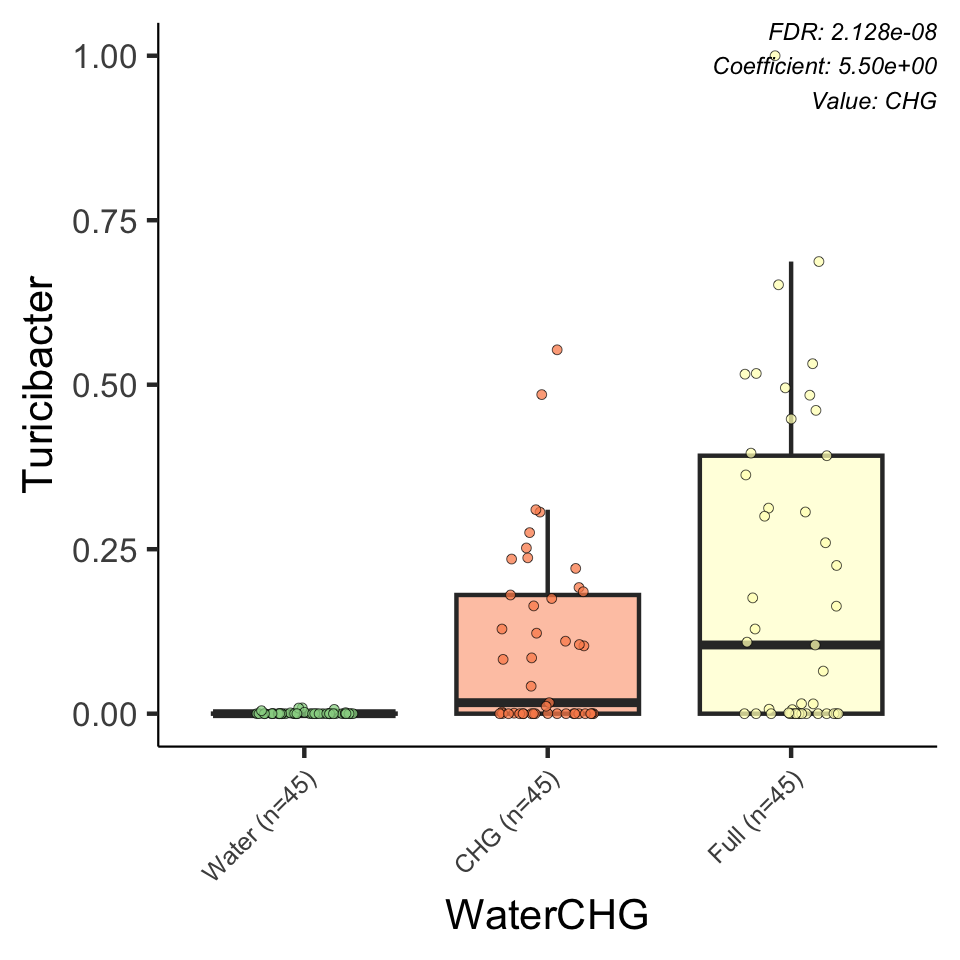 FDR: 2.128e-08
Coefficient: 5.50e+00
Value: CHG
1.00
0.75
0.50
0.25
0.00
Turicibacter
Water (n=45)
CHG (n=45)
Full (n=45)
WaterCHG